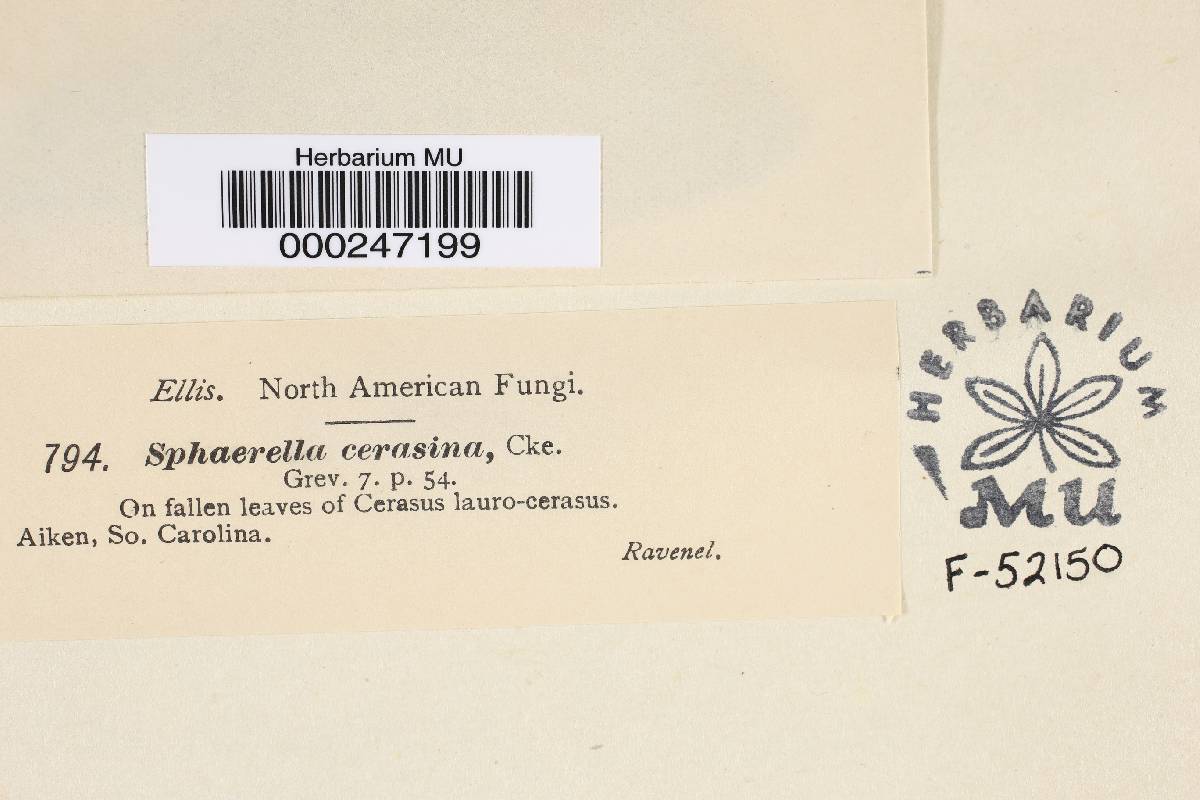 Herbarium MU
000247199
Ellis. North American Fungi.
794. Sphaerella cerasina, Cke.
Grev. 7. p. 54.
On fallen leaves of Cerasus lauro-cerasus.
Aiken, So. Carolina.
Ravenel.
HERBARIUM
MU
F-52150